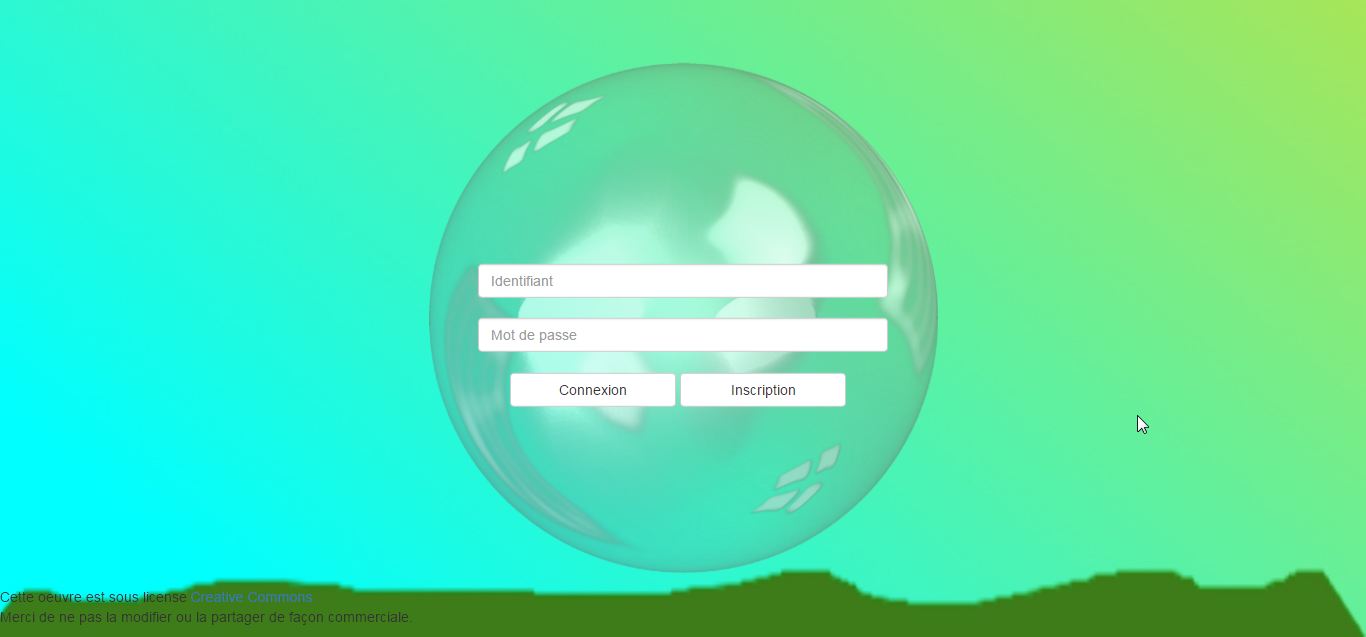 Identifiant
Mot de passe
Connexion Inscription
Cette oeuvre est sous license Creative Commons
Merci de ne pas la modifier ou la partager de façon commerciale.